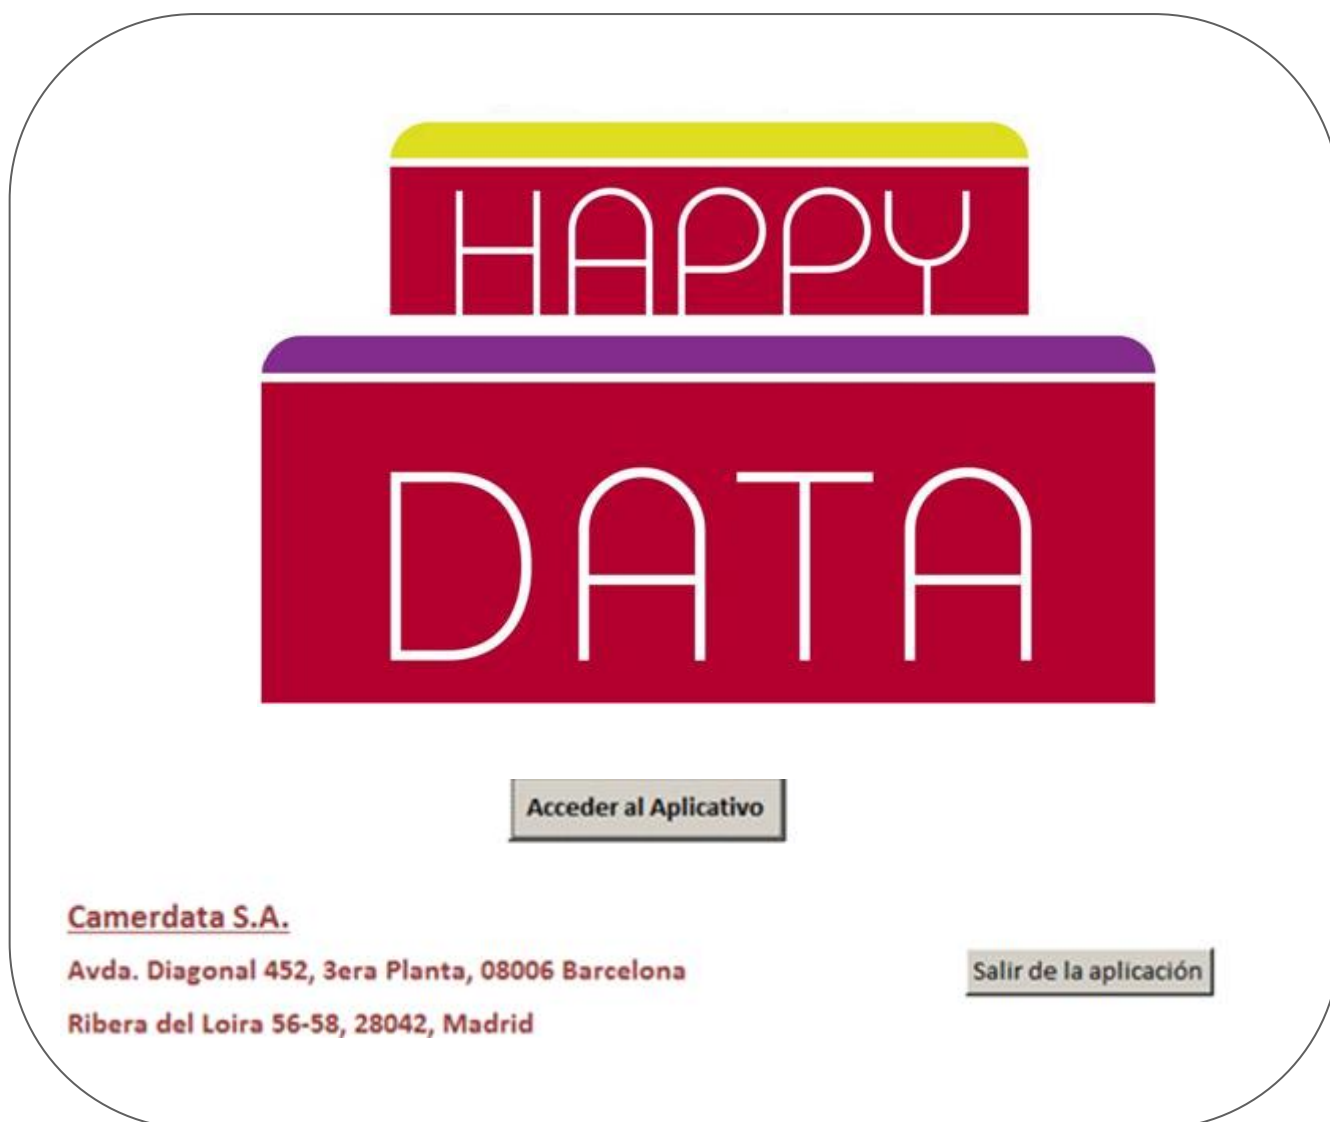 HAPPY
DATA
Acceder al Aplicativo
Camerdata S.A.
Avda. Diagonal 452, 3era Planta, 08006 Barcelona
Salir de la aplicación
Ribera del Loira 56-58, 28042, Madrid